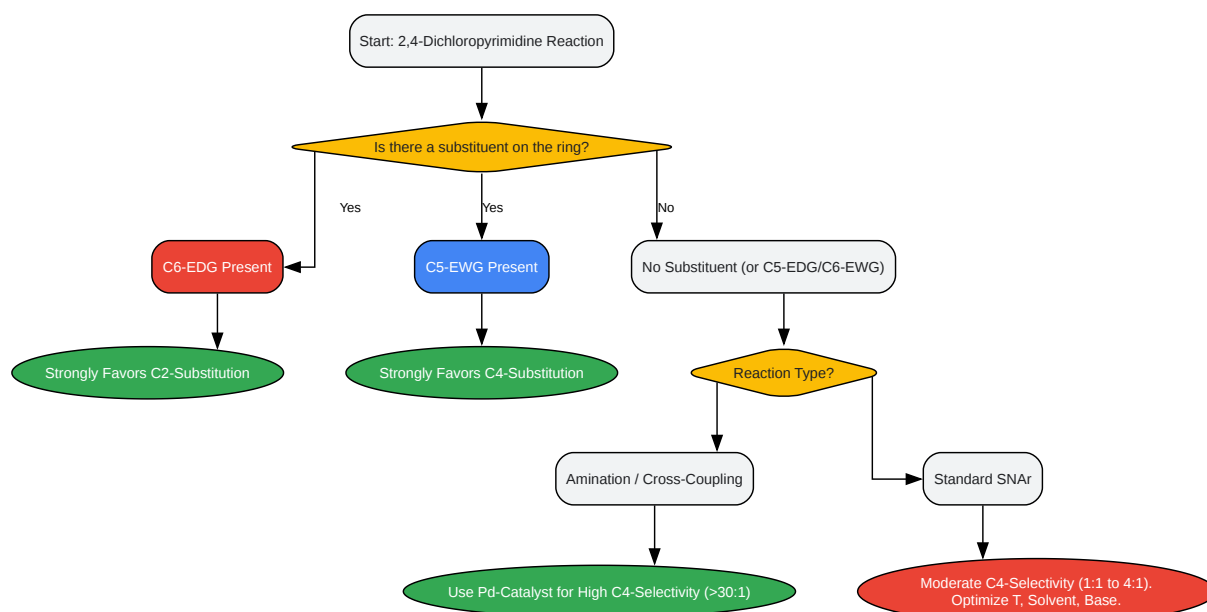 Start: 2,4-Dichloropyrimidine Reaction
Is there a substituent on the ring?
Yes
Yes
No
C6-EDG Present
C5-EWG Present
No Substituent (or C5-EDG/C6-EWG)
Strongly Favors C2-Substitution
Strongly Favors C4-Substitution
Reaction Type?
Amination / Cross-Coupling
Standard SNAr
Use Pd-Catalyst for High C4-Selectivity (>30:1)
Moderate C4-Selectivity (1:1 to 4:1).
Optimize T, Solvent, Base.